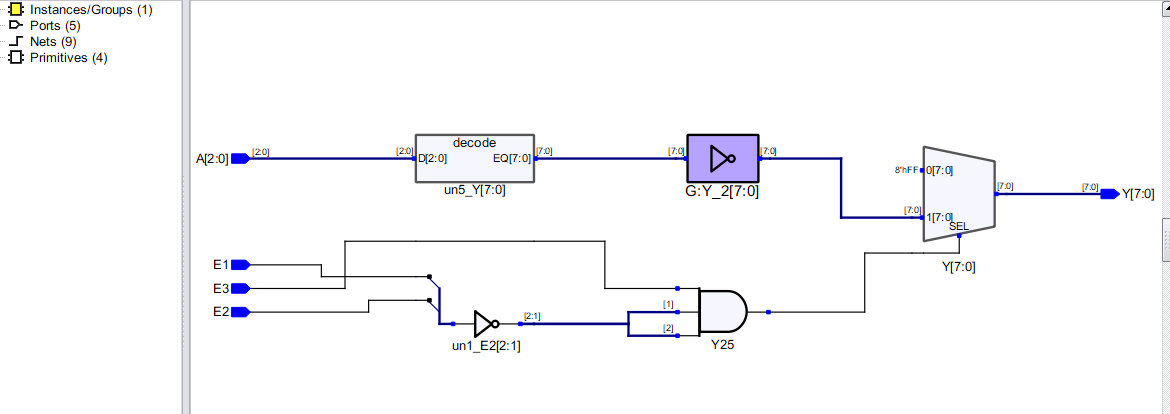 Instances/Groups (1)
Ports (5)
Nets (9)
Primitives (4)
decode
A[2:0]
[2:0]
[2:0]
D[2:0]
EQ[7:0]
[7:0]
un5_Y[7:0]
[7:0]
[7:0]
G:Y_2[7:0]
8'hFF
0[7:0]
[7:0]
1[7:0]
SEL
[7:0]
[7:0]
Y[7:0]
Y[7:0]
E1
E3
E2
un1_E2[2:1]
[2:1]
[1]
[2]
Y25